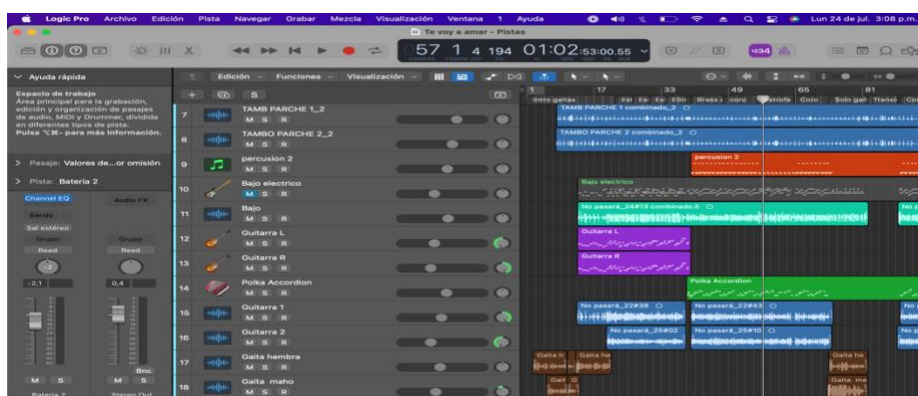 Logic Pro Archivo Edición Pista Navegar Grabar Mezcla Visualización Ventana 1 Ayuda Lun 24 de jul. 3:08 p.m.
Te voy a amar - Pistas
57 1 4 194 01:02:53:00.55
1234
Ayuda rápida
Edición Funciones Visualización
Espacio de trabajo
Área principal para la grabación,
edición y organización de pasajes
de audio, MIDI y Drummer, dividida
en diferentes tipos de pista.
Pulsa ⌥⌘- para más información.
Pasaje: Valores de...or omisión
Pista: Bateria 2
Channel EQ Audio FX
Sends
Sal estéreo
Grupo Grupo
Read Read
-2
-2,1 0,4
Bnc
M S M S
Bateria 2 Stereo Out
S
1 17 33 49 65 81
Intro gaitas Brass coro Estrofa Coro Solo gai Transi
7 TAMB PARCHE 1_2
M S R
TAMB PARCHE 1 combinado_2
8 TAMBO PARCHE 2_2
M S R
TAMBO PARCHE 2 combinado_2
9 percusion 2
M S R
percusion 2
10 Bajo electrico
M S R
Bajo electrico
11 Bajo
M S R
No pasará_24#13 combinado.5
12 Guitarra L
M S R
Guitarra L
13 Guitarra R
M S R
Guitarra R
14 Polka Accordion
M S R
Polka Accordion
15 Guitarra 1
M S R
No pasará_22#38 No pasará_22#43
16 Guitarra 2
M S R
No pasará_25#02 No pasará_25#10
17 Gaita hembra
M S R
Gaita h Gaita he Gaita he
18 Gaita maho
M S R
Gait G Gaita ma